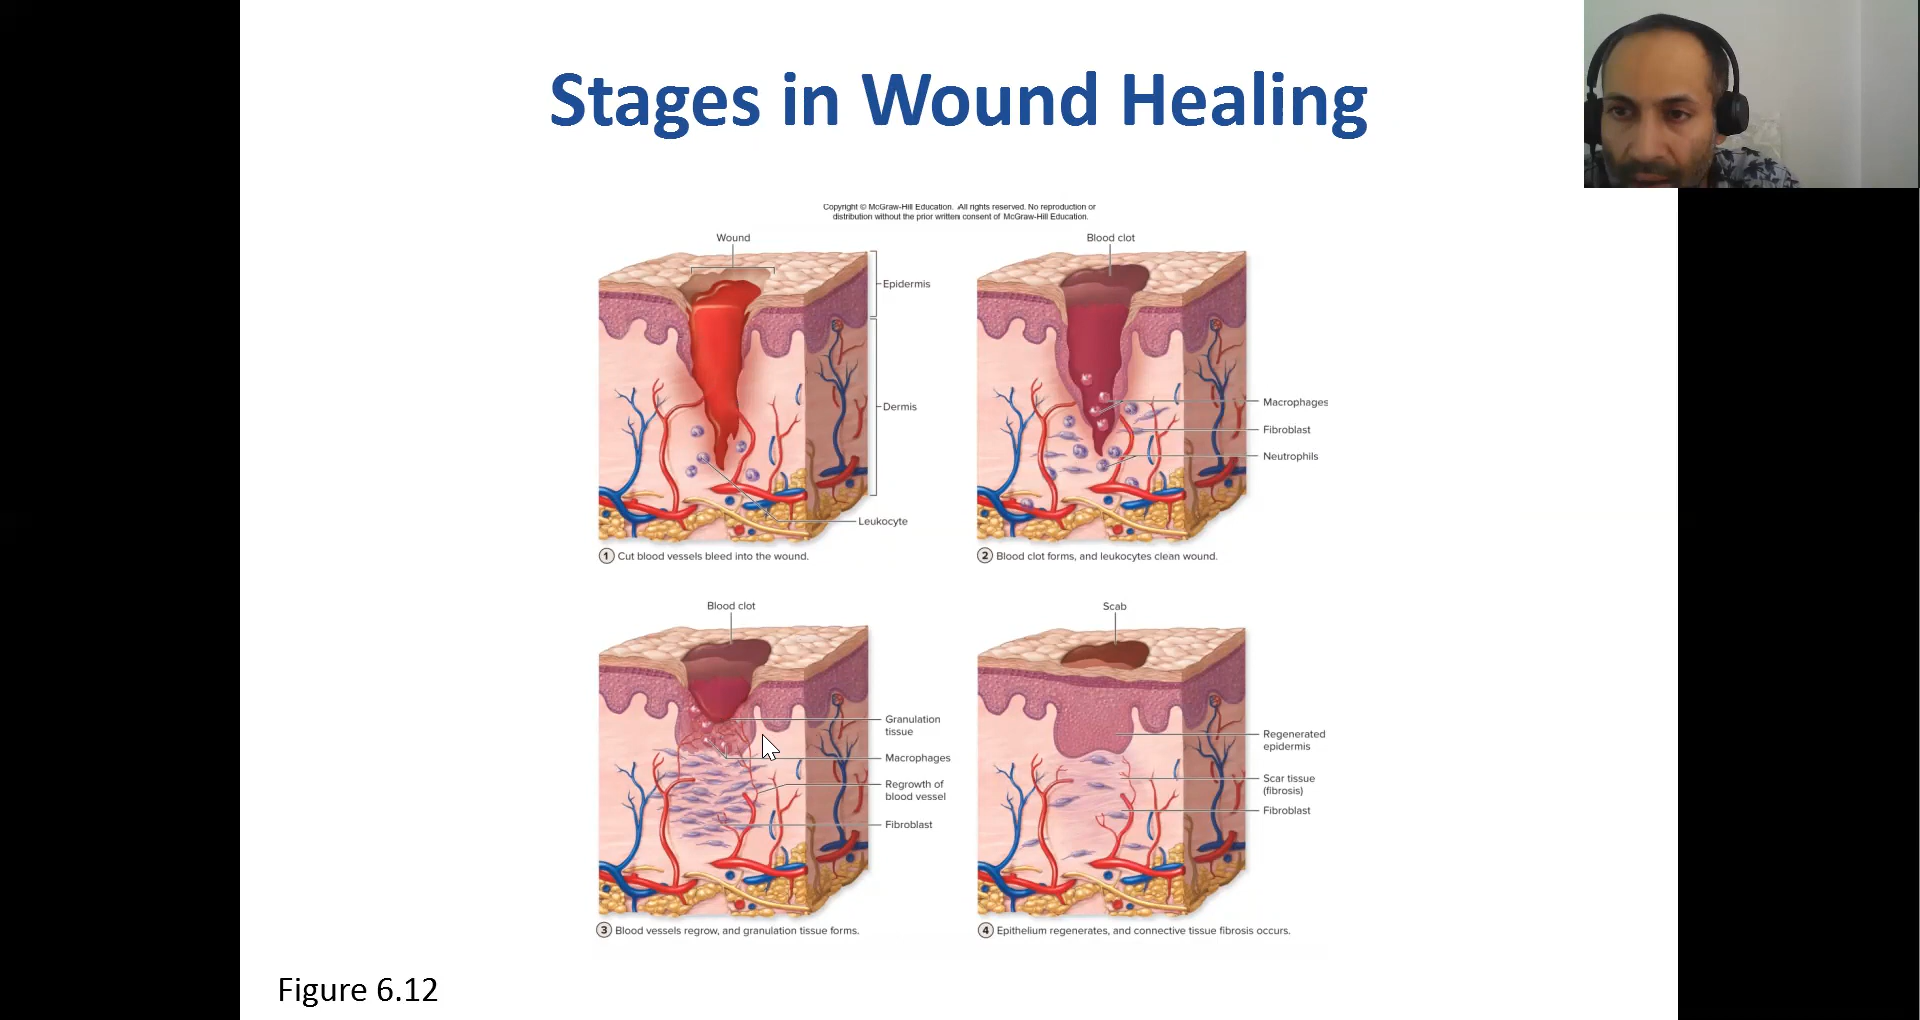 Stages in Wound Healing
Copyright © McGraw-Hill Education. All rights reserved. No reproduction or
distribution without the prior written consent of McGraw-Hill Education.
Wound
Epidermis
Dermis
Leukocyte
1 Cut blood vessels bleed into the wound.
Blood clot
Macrophages
Fibroblast
Neutrophils
2 Blood clot forms, and leukocytes clean wound.
Blood clot
Granulation
tissue
Macrophages
Regrowth of
blood vessel
Fibroblast
3 Blood vessels regrow, and granulation tissue forms.
Scab
Regenerated
epidermis
Scar tissue
(fibrosis)
Fibroblast
4 Epithelium regenerates, and connective tissue fibrosis occurs.
Figure 6.12